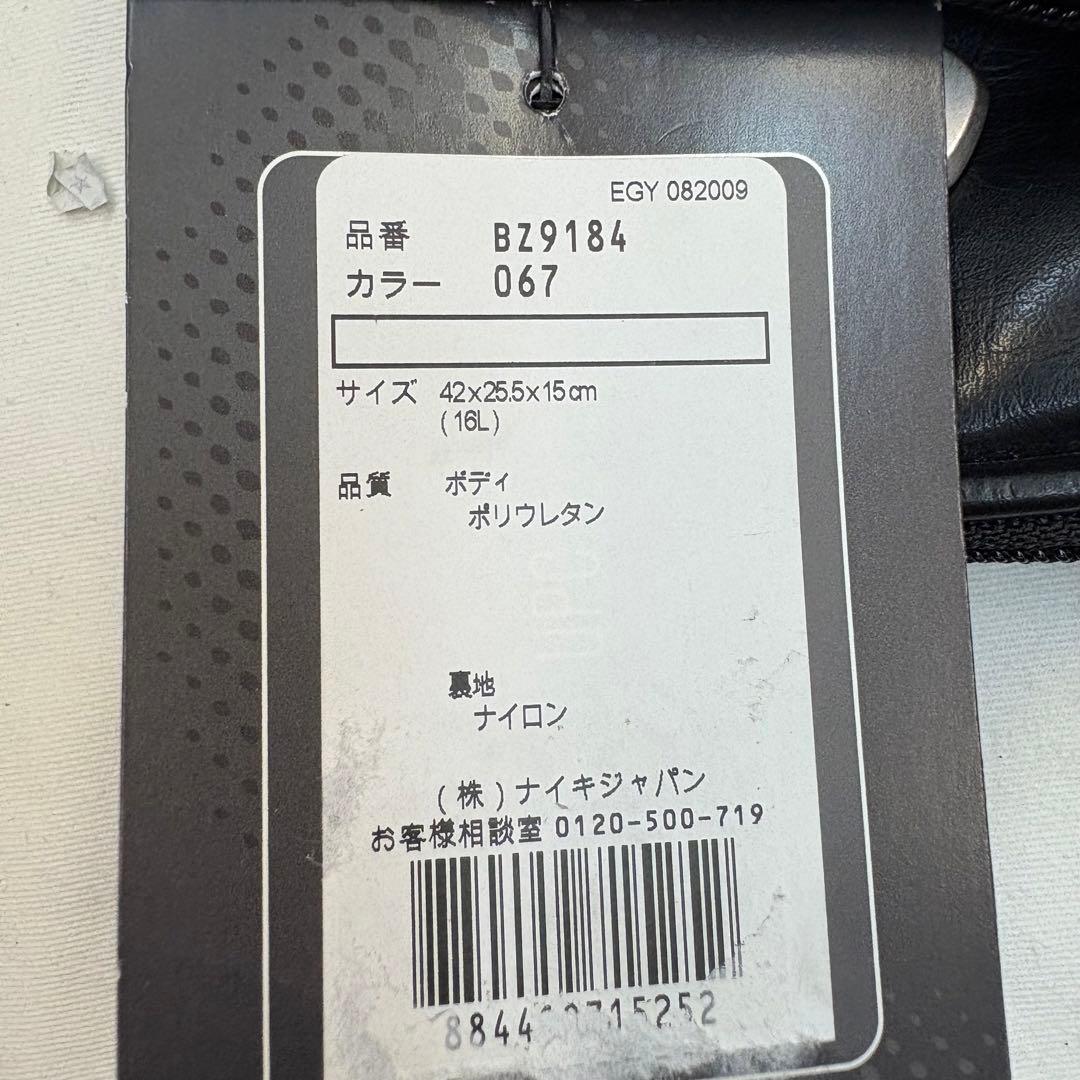 EGY 082009
品番 BZ9184
カラー 067
サイズ 42x25.5x15cm
(16L)
品質 ボディ
ポリウレタン
裏地
ナイロン
(株)ナイキジャパン
お客様相談室 0120-500-719